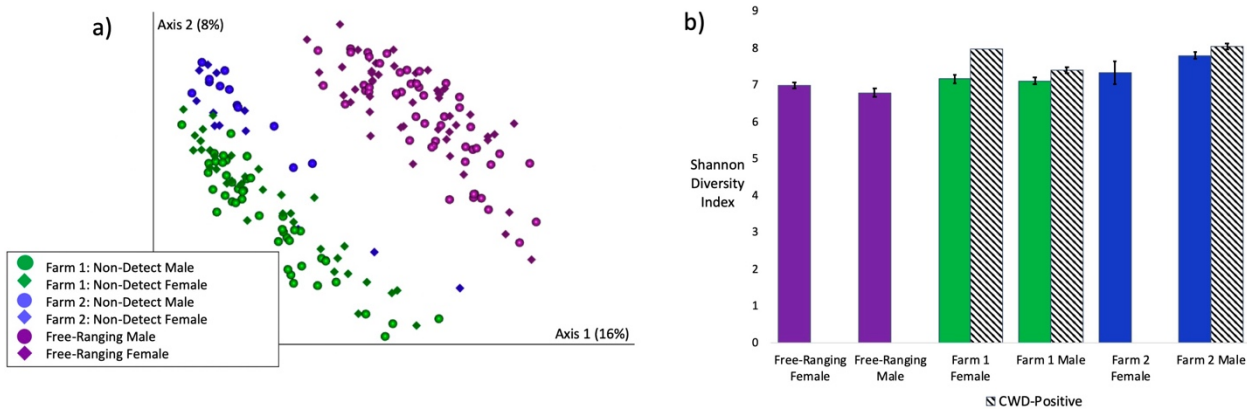 a)
Axis 2 (8%)
Axis 1 (16%)
Farm 1: Non-Detect Male
Farm 1: Non-Detect Female
Farm 2: Non-Detect Male
Farm 2: Non-Detect Female
Free-Ranging Male
Free-Ranging Female
b)
Shannon
Diversity
Index
9
8
7
6
5
4
3
2
1
0
Free-Ranging
Female
Free-Ranging
Male
Farm 1
Female
Farm 1 Male
Farm 2
Female
Farm 2 Male
CWD-Positive